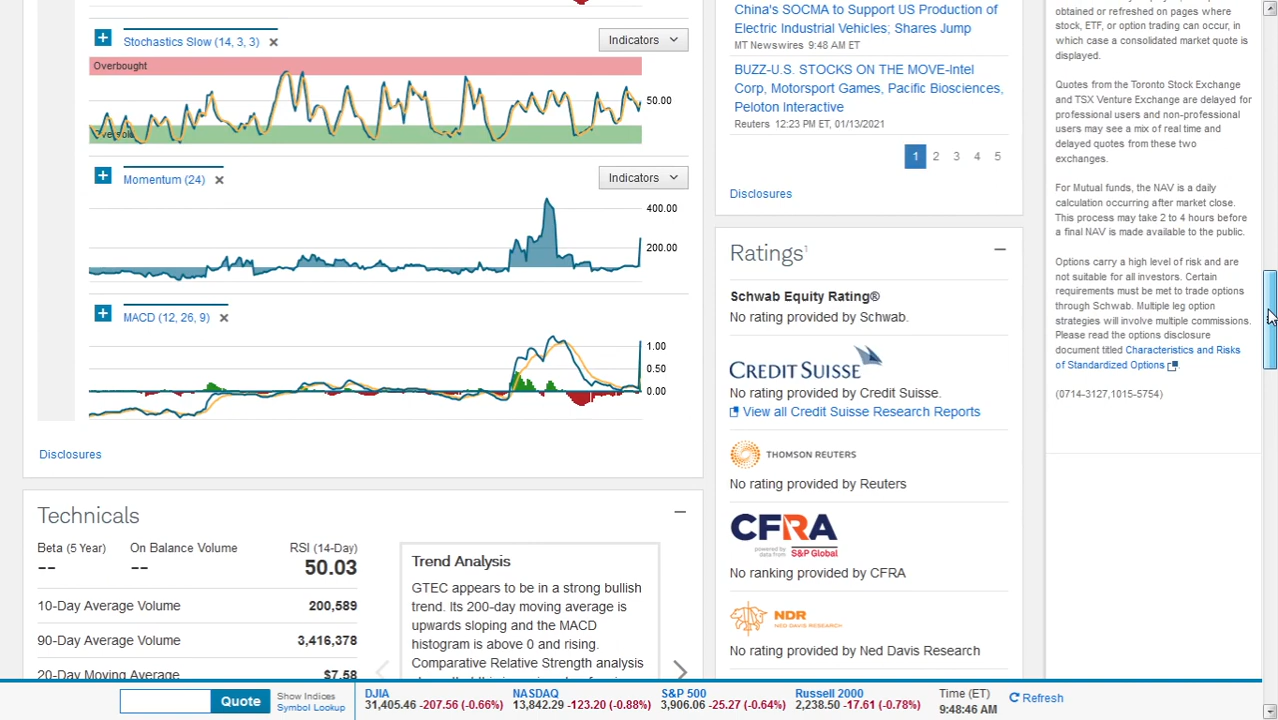 Stochastics Slow (14, 3, 3)
Indicators
Overbought
50.00
Oversold
Momentum (24)
Indicators
400.00
200.00
MACD (12, 26, 9)
1.00
0.50
0.00
Disclosures
Technicals
Beta (5 Year)
On Balance Volume
RSI (14-Day)
--
--
50.03
10-Day Average Volume
200,589
90-Day Average Volume
3,416,378
20-Day Moving Average
$7.58
Trend Analysis
GTEC appears to be in a strong bullish
trend. Its 200-day moving average is
upwards sloping and the MACD
histogram is above 0 and rising.
Comparative Relative Strength analysis
China's SOCMA to Support US Production of
Electric Industrial Vehicles; Shares Jump
MT Newswires 9:48 AM ET
BUZZ-U.S. STOCKS ON THE MOVE-Intel
Corp, Motorsport Games, Pacific Biosciences,
Peloton Interactive
Reuters 12:23 PM ET, 01/13/2021
1 2 3 4 5
Disclosures
Ratings1
Schwab Equity Rating®
No rating provided by Schwab.
CREDIT SUISSE
No rating provided by Credit Suisse.
View all Credit Suisse Research Reports
THOMSON REUTERS
No rating provided by Reuters
CFRA
powered by
data from S&P Global
No ranking provided by CFRA
NDR
NED DAVIS RESEARCH
No rating provided by Ned Davis Research
obtained or refreshed on pages where
stock, ETF, or option trading can occur, in
which case a consolidated market quote is
displayed.
Quotes from the Toronto Stock Exchange
and TSX Venture Exchange are delayed for
professional users and non-professional
users may see a mix of real time and
delayed quotes from these two
exchanges.
For Mutual funds, the NAV is a daily
calculation occurring after market close.
This process may take 2 to 4 hours before
a final NAV is made available to the public.
Options carry a high level of risk and are
not suitable for all investors. Certain
requirements must be met to trade options
through Schwab. Multiple leg option
strategies will involve multiple commissions.
Please read the options disclosure
document titled Characteristics and Risks
of Standardized Options
(0714-3127,1015-5754)
Quote
Show Indices
Symbol Lookup
DJIA
31,405.46 -207.56 (-0.66%)
NASDAQ
13,842.29 -123.20 (-0.88%)
S&P 500
3,906.06 -25.27 (-0.64%)
Russell 2000
2,238.50 -17.61 (-0.78%)
Time (ET)
9:48:46 AM
Refresh